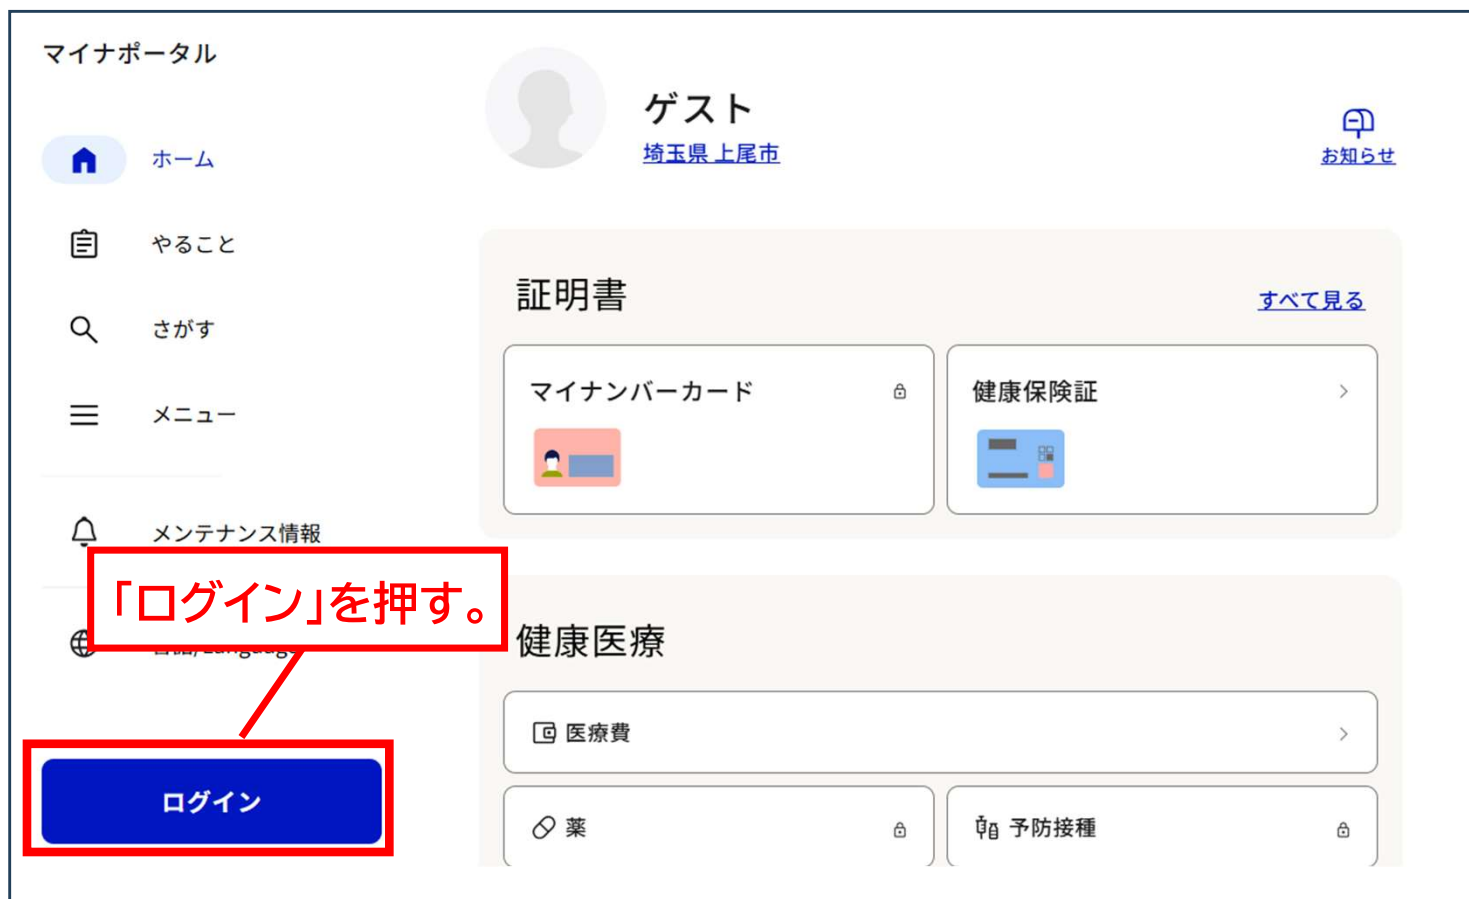 マイナポータル
ホーム
やること
さがす
メニュー
メンテナンス情報
「ログイン」を押す。
ログイン
ゲスト
埼玉県 上尾市
お知らせ
証明書
すべて見る
マイナンバーカード
健康保険証
健康医療
医療費
薬
予防接種